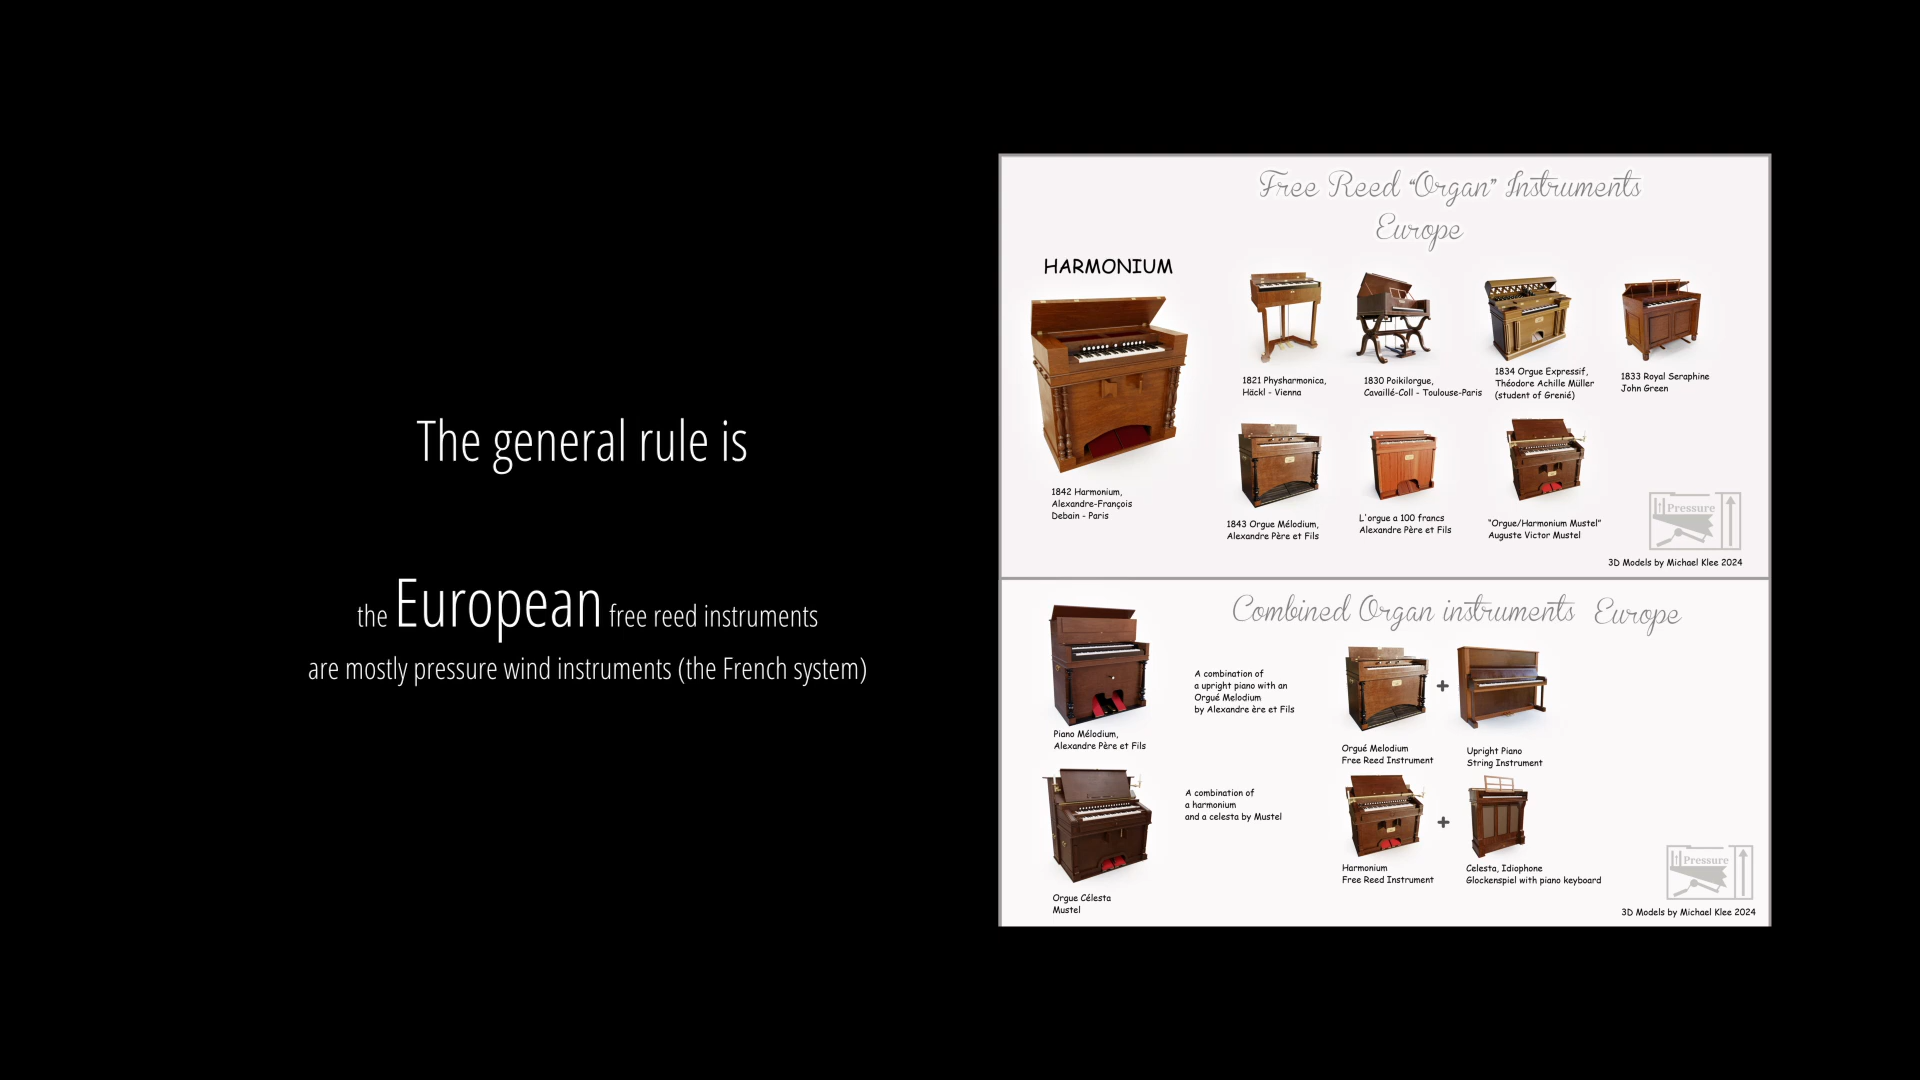 The general rule is
the European free reed instruments
are mostly pressure wind instruments (the French system)
Free Reed “Organ” Instruments
Europe
HARMONIUM
1842 Harmonium,
Alexandre-François
Debain - Paris
1821 Physharmonica,
Häckl - Vienna
1830 Poikilorgue,
Cavaillé-Coll - Toulouse-Paris
1834 Orgue Expressif,
Théodore Achille Müller
(student of Grenié)
1833 Royal Seraphine
John Green
1843 Orgue Mélodium,
Alexandre Père et Fils
L'orgue a 100 francs
Alexandre Père et Fils
“Orgue/Harmonium Mustel”
Auguste Victor Mustel
Pressure
3D Models by Michael Klee 2024
Combined Organ instruments Europe
Piano Mélodium,
Alexandre Père et Fils
A combination of
a upright piano with an
Orgué Melodium
by Alexandre ère et Fils
Orgué Melodium
Free Reed Instrument
+
Upright Piano
String Instrument
Orgue Célesta
Mustel
A combination of
a harmonium
and a celesta by Mustel
Harmonium
Free Reed Instrument
+
Celesta, Idiophone
Glockenspiel with piano keyboard
Pressure
3D Models by Michael Klee 2024